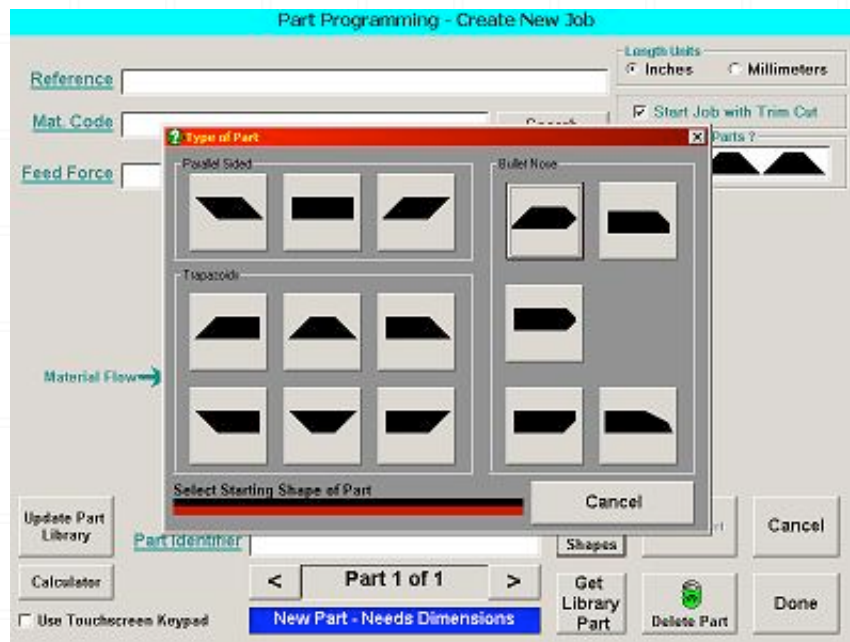 Part Programming - Create New Job
Length Units
Inches
Millimeters
Reference
Mat. Code
Start Job with Trim Cut
Parts ?
Feed Force
Type of Part
Parallel Sided
Bullet Nose
Trapazoids
Material Flow
Select Starting Shape of Part
Cancel
Update Part
Library
Part Identifier
Shapes
Cancel
Calculator
<
Part 1 of 1
>
Get
Library
Part
Delete Part
Done
Use Touchscreen Keypad
New Part - Needs Dimensions